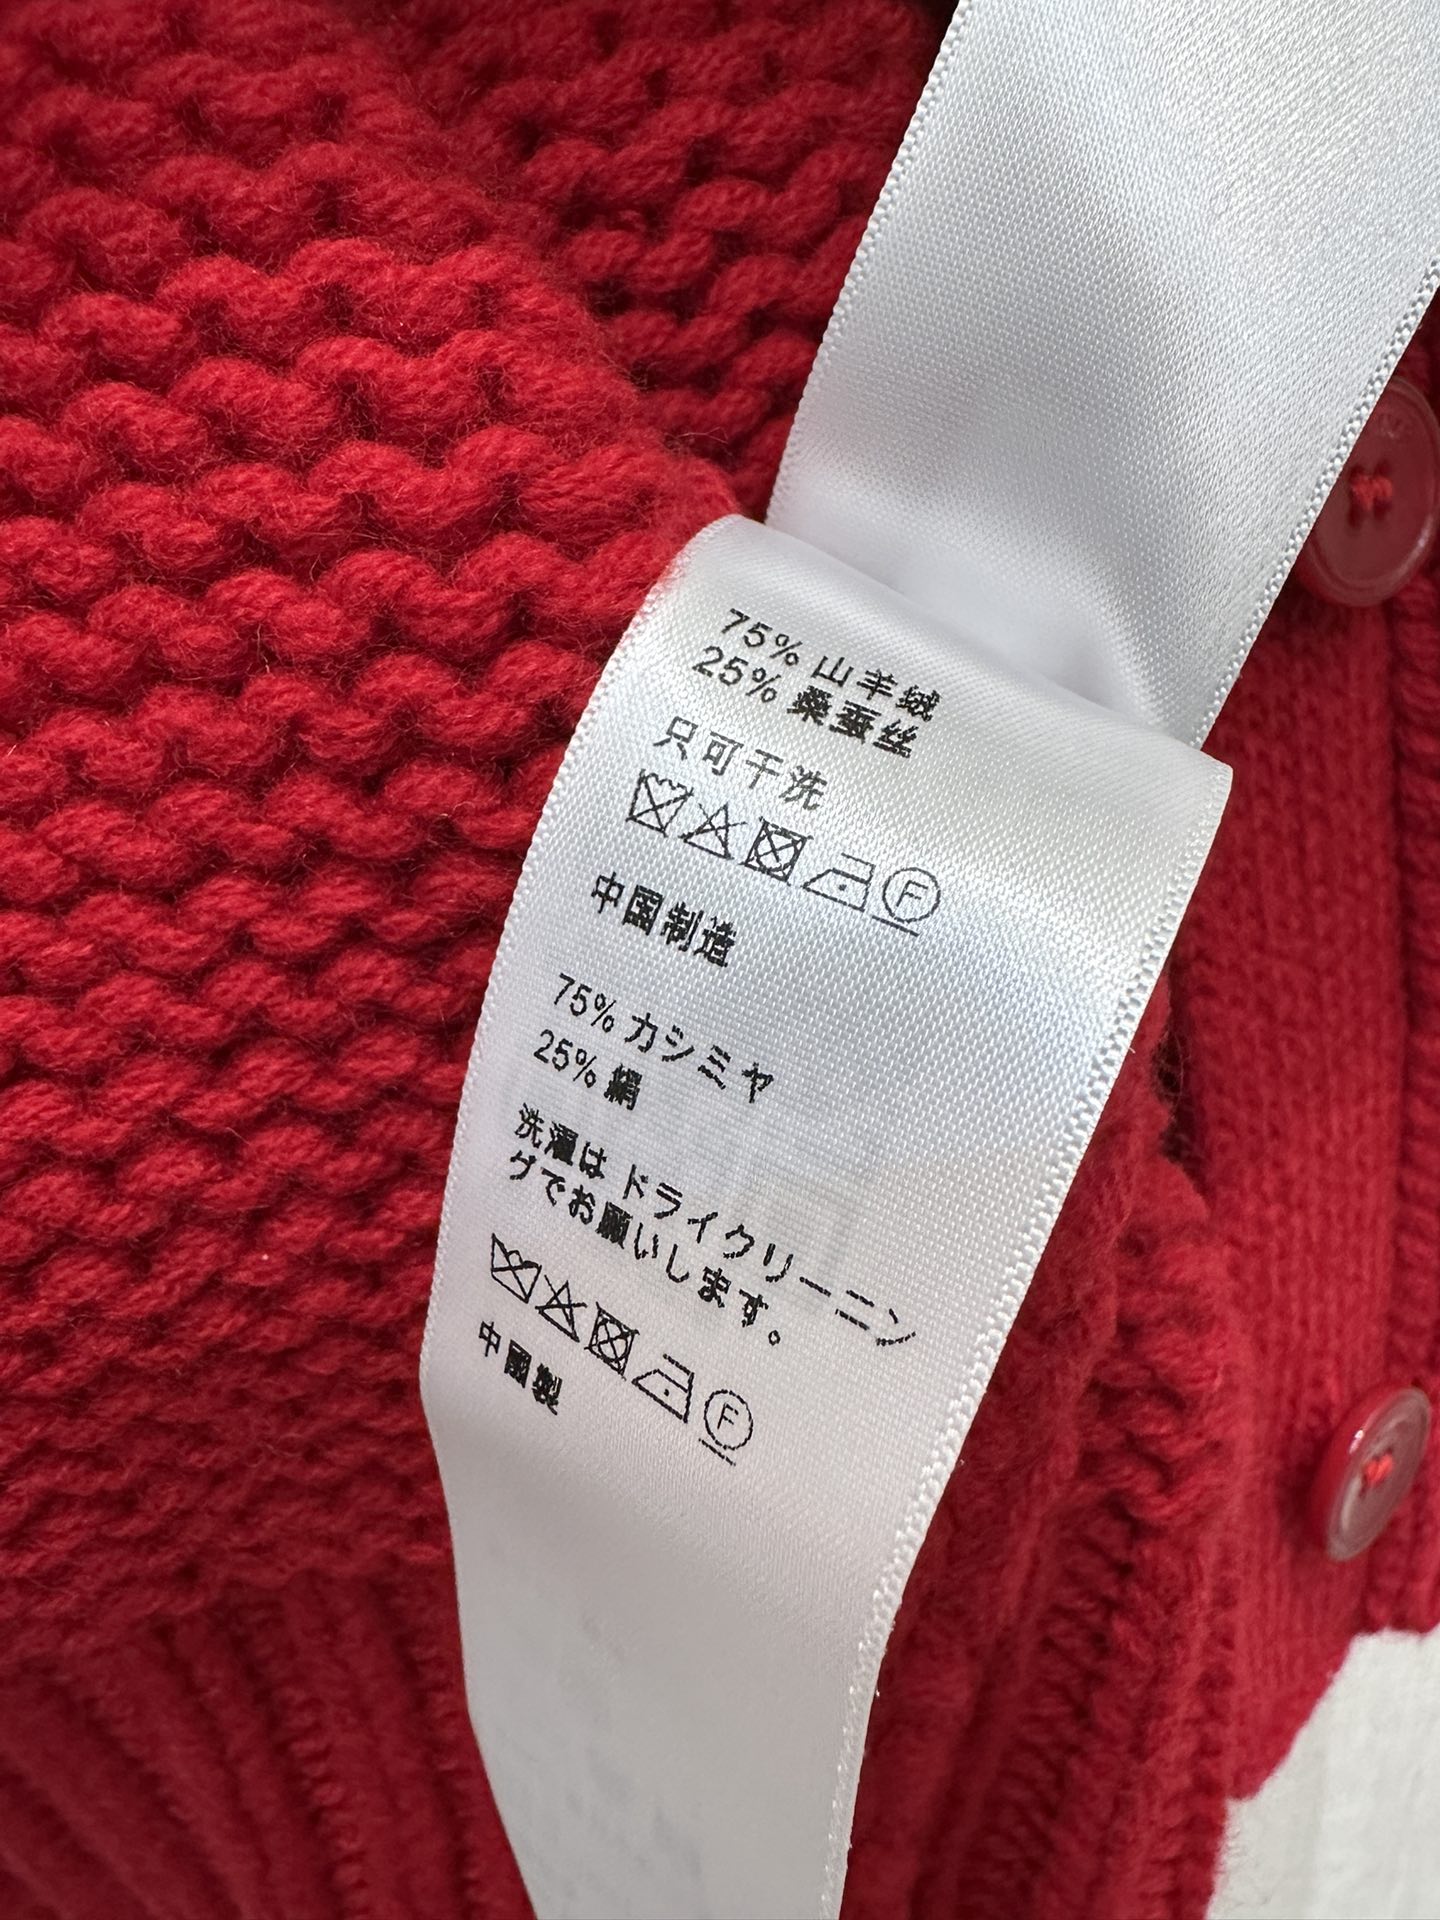 75% 山羊绒
25% 桑蚕丝
只可干洗
F
中国制造
75% カシミヤ
25% 絹
洗濯は ドライクリーニン
グでお願いします。
F
中國製